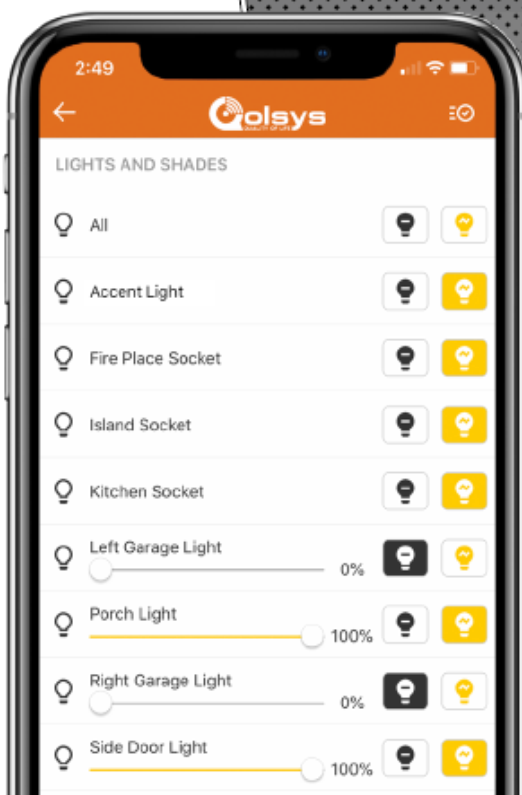 2:49
Qolsys
QUALITY OF LIFE
LIGHTS AND SHADES
All
Accent Light
Fire Place Socket
Island Socket
Kitchen Socket
Left Garage Light
0%
Porch Light
100%
Right Garage Light
0%
Side Door Light
100%